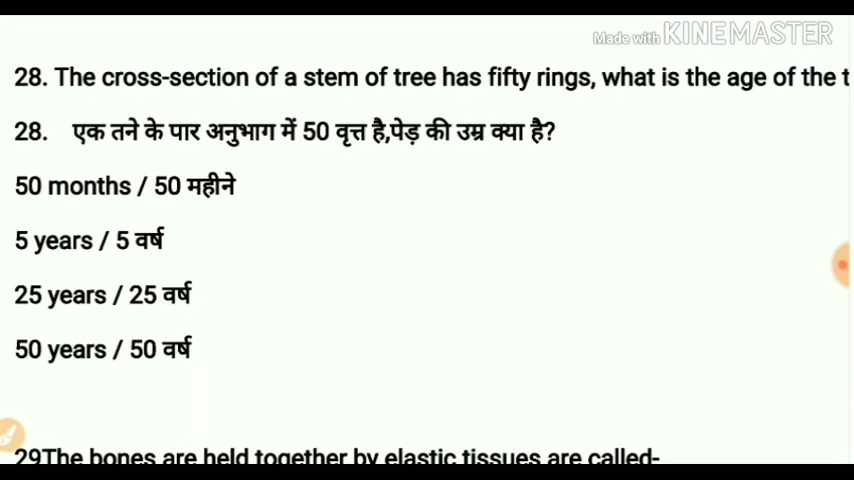 Made with KINEMASTER
28. The cross-section of a stem of tree has fifty rings, what is the age of the t
28. एक तने के पार अनुभाग में 50 वृत्त है,पेड़ की उम्र क्या है?
50 months / 50 महीने
5 years / 5 वर्ष
25 years / 25 वर्ष
50 years / 50 वर्ष
29The bones are held together by elastic tissues are called-